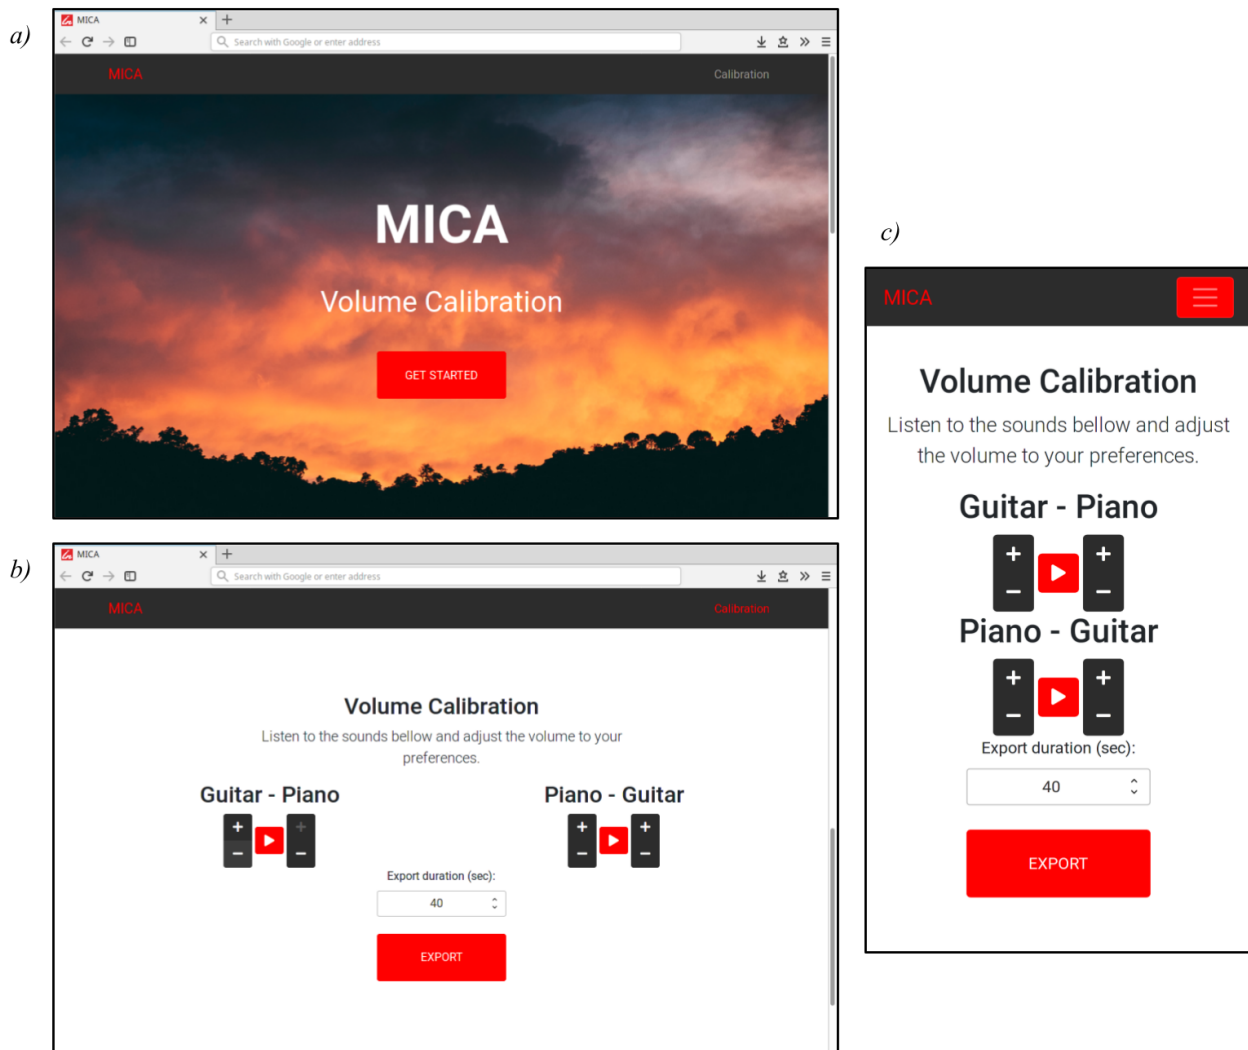 a)
MICA
Search with Google or enter address
MICA
Calibration
MICA
Volume Calibration
GET STARTED
b)
MICA
Search with Google or enter address
MICA
Calibration
Volume Calibration
Listen to the sounds bellow and adjust the volume to your
preferences.
Guitar - Piano
Piano - Guitar
+
+
+
+
−
−
−
−
Export duration (sec):
40
EXPORT
c)
MICA
Volume Calibration
Listen to the sounds bellow and adjust
the volume to your preferences.
Guitar - Piano
+
+
−
−
Piano - Guitar
+
+
−
−
Export duration (sec):
40
EXPORT